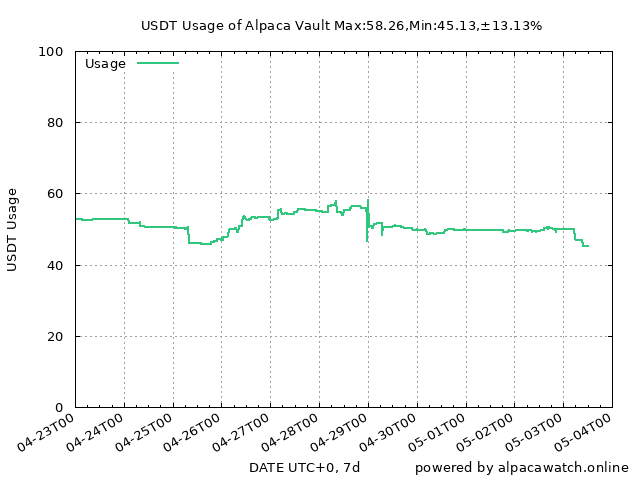 USDT Usage of Alpaca Vault Max:58.26,Min:45.13,±13.13%
Usage
100
80
60
40
20
0
USDT Usage
04-23T00 04-24T00 04-25T00 04-26T00 04-27T00 04-28T00 04-29T00 04-30T00 05-01T00 05-02T00 05-03T00 05-04T00
DATE UTC+0, 7d
powered by alpacawatch.online